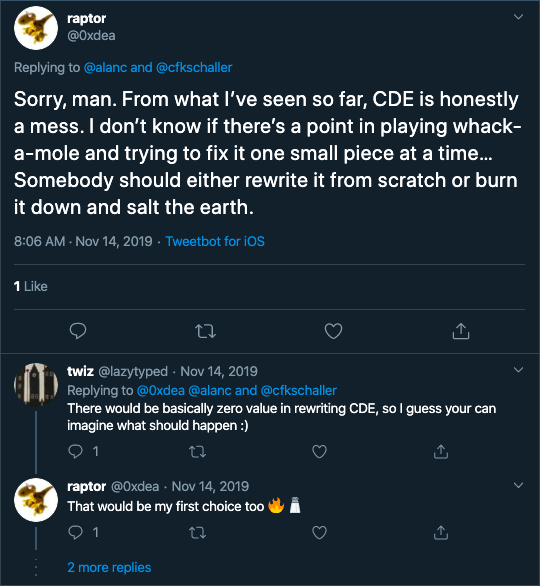 raptor
@0xdea
Replying to @alanc and @cfkschaller
Sorry, man. From what I've seen so far, CDE is honestly
a mess. I don't know if there's a point in playing whack-
a-mole and trying to fix it one small piece at a time...
Somebody should either rewrite it from scratch or burn
it down and salt the earth.
8:06 AM · Nov 14, 2019 · Tweetbot for iOS
1 Like
twiz @lazytyped · Nov 14, 2019
Replying to @0xdea @alanc and @cfkschaller
There would be basically zero value in rewriting CDE, so I guess your can
imagine what should happen :)
1
raptor @0xdea · Nov 14, 2019
That would be my first choice too 🔥 🧂
1
2 more replies